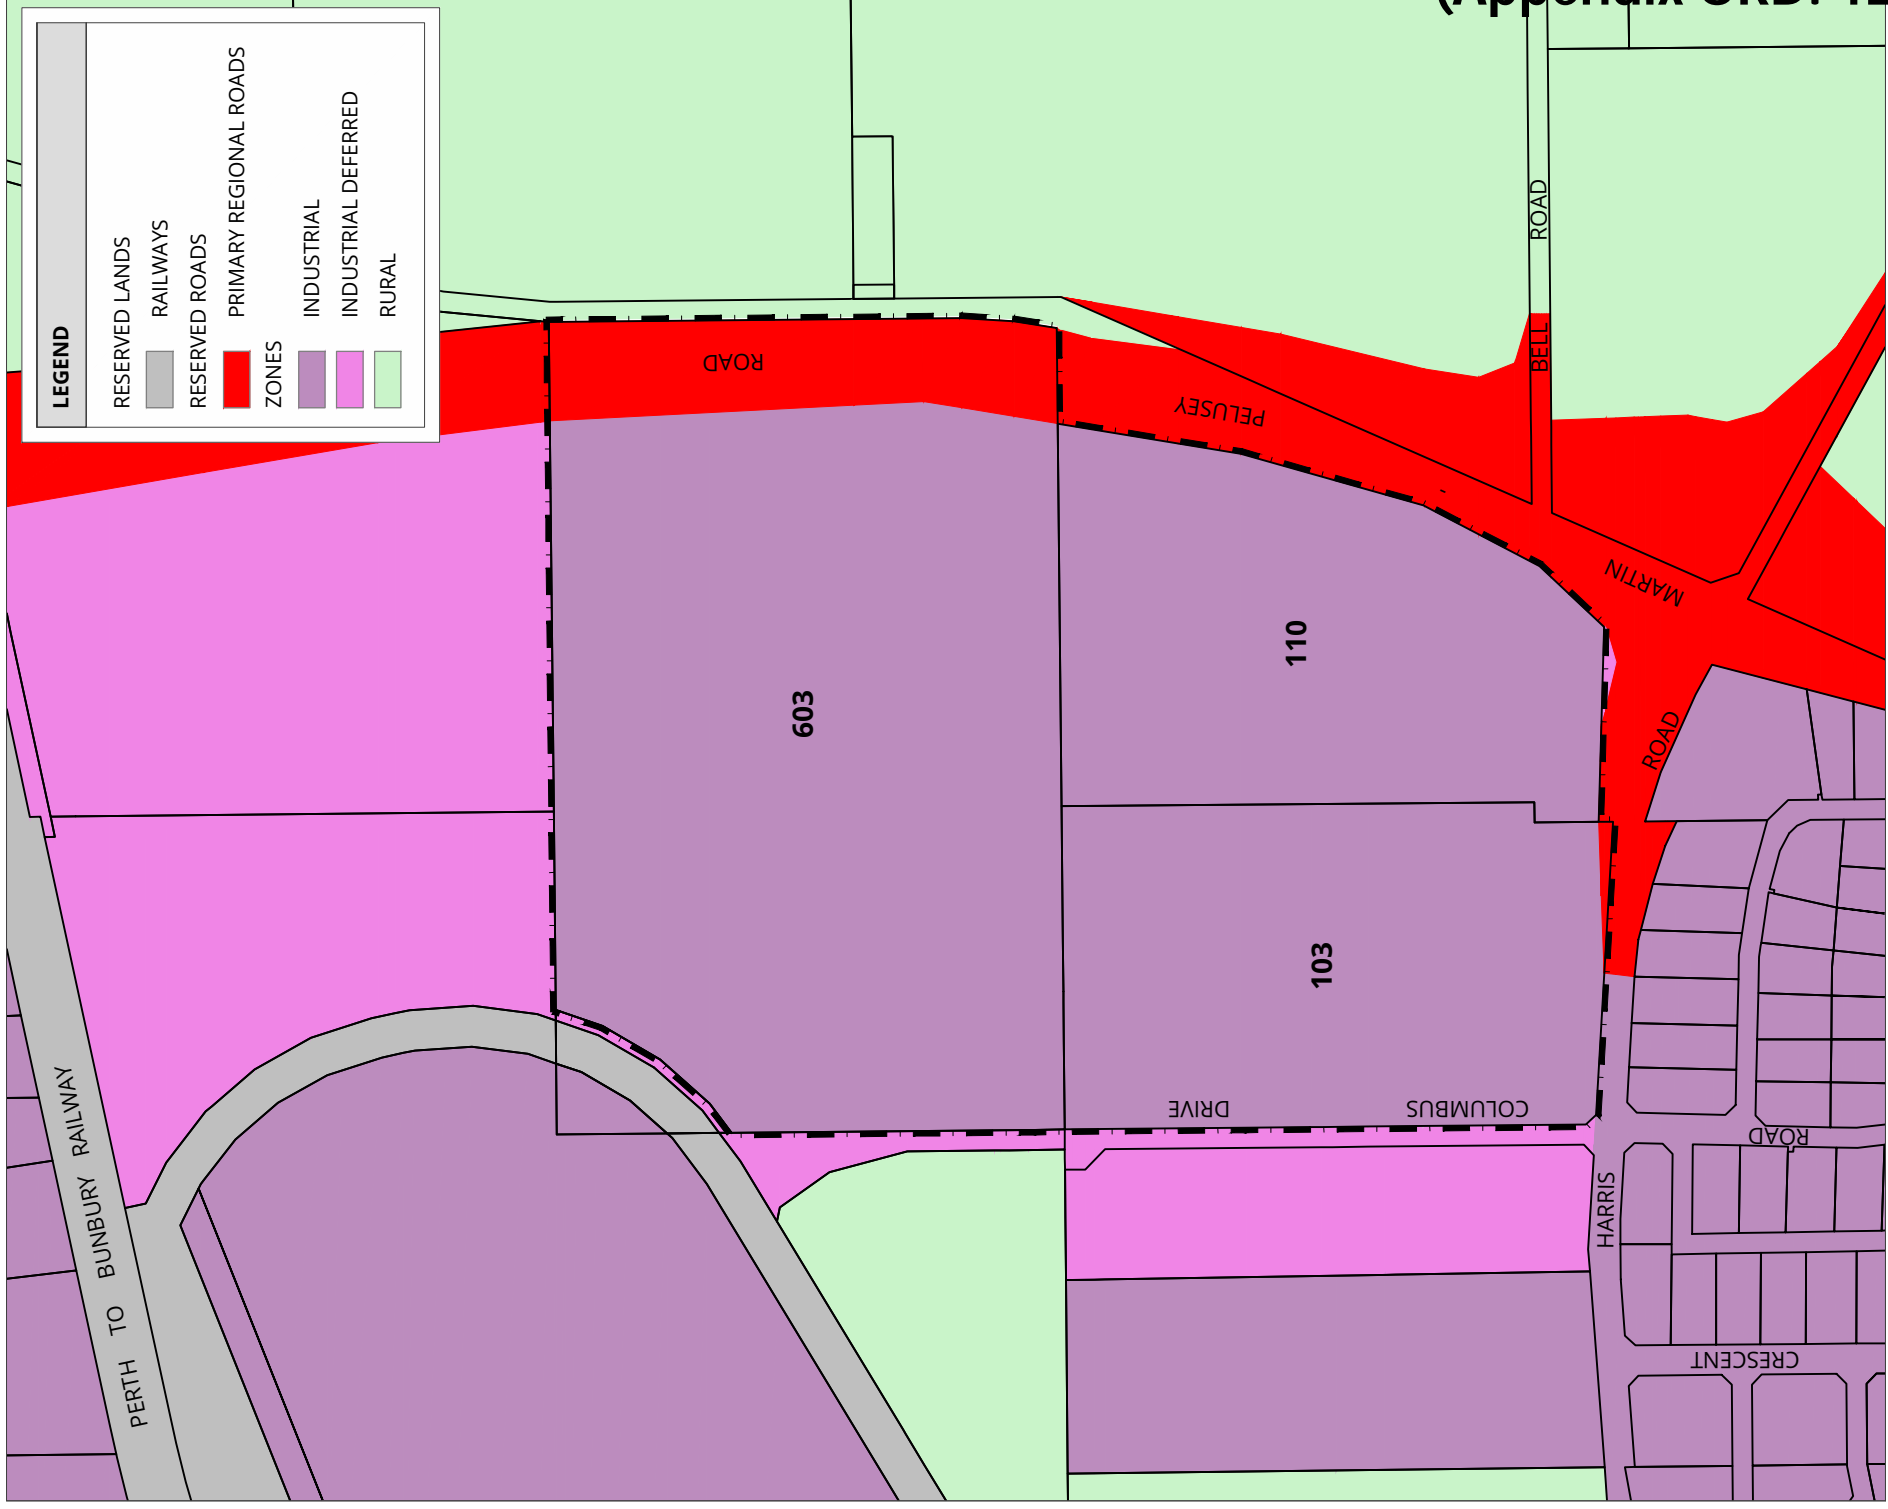 LEGEND
RESERVED LANDS
RAILWAYS
RESERVED ROADS
PRIMARY REGIONAL ROADS
ZONES
INDUSTRIAL
INDUSTRIAL DEFERRED
RURAL
ROAD
BELL
ROAD
PELUSEY
MARTIN
603
110
ROAD
103
DRIVE
COLUMBUS
ROAD
HARRIS
CRESCENT
PERTH TO BUNBURY RAILWAY